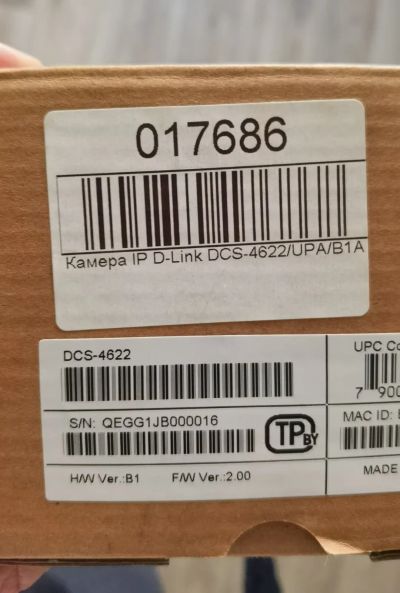 017686
Камера IP D-Link DCS-4622/UPA/B1A
DCS-4622
UPC Co
7 900
S/N: QEGG1JB000016
MAC ID:
TP BY
H/W Ver.:B1 F/W Ver.:2.00
MADE